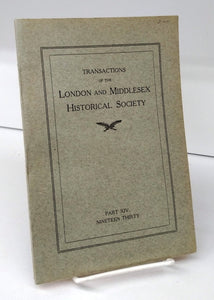 TRANSACTIONS
OF THE
LONDON AND MIDDLESEX
HISTORICAL SOCIETY
PART XIV.
NINETEEN THIRTY